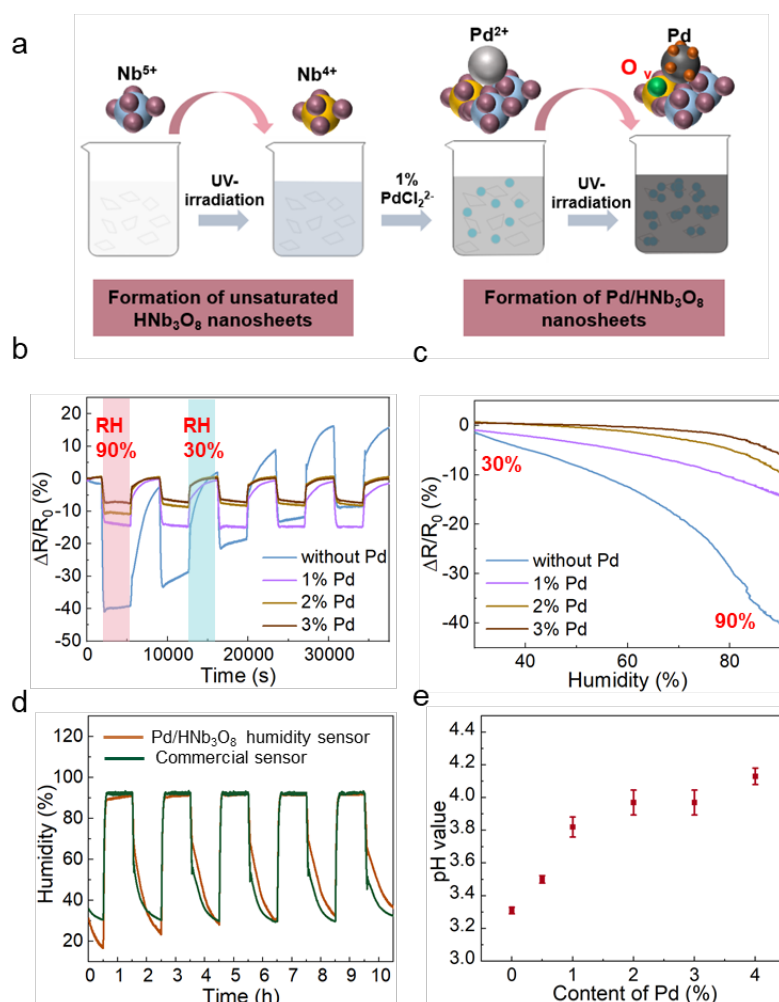 a
Nb⁵⁺
Nb⁴⁺
Pd²⁺
Pd
O v
UV-
irradiation
1%
PdCl₂²⁻
UV-
irradiation
Formation of unsaturated
HNb₃O₈ nanosheets
Formation of Pd/HNb₃O₈
nanosheets
b
ΔR/R₀ (%)
20
10
0
-10
-20
-30
-40
-50
RH
90%
RH
30%
without Pd
1% Pd
2% Pd
3% Pd
0
10000
20000
30000
Time (s)
c
ΔR/R₀ (%)
0
-10
-20
-30
-40
30%
90%
without Pd
1% Pd
2% Pd
3% Pd
40
60
80
Humidity (%)
d
Humidity (%)
120
100
80
60
40
20
Pd/HNb₃O₈ humidity sensor
Commercial sensor
0 1 2 3 4 5 6 7 8 9 10
Time (h)
e
pH value
4.4
4.2
4.0
3.8
3.6
3.4
3.2
3.0
0 1 2 3 4
Content of Pd (%)